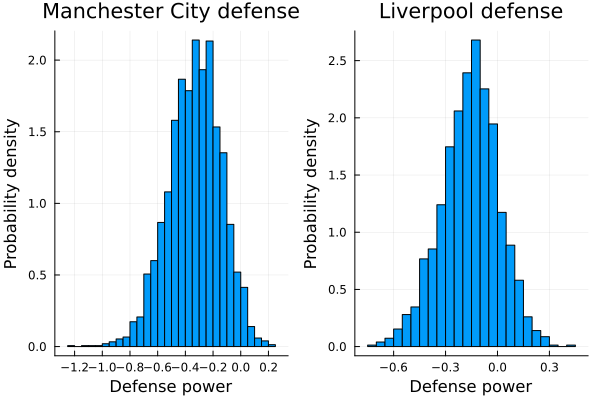 Manchester City defense
Probability density
2.0
1.5
1.0
0.5
0.0
−1.2 −1.0 −0.8 −0.6 −0.4 −0.2 0.0 0.2
Defense power
Liverpool defense
Probability density
2.5
2.0
1.5
1.0
0.5
0.0
−0.6 −0.3 0.0 0.3
Defense power